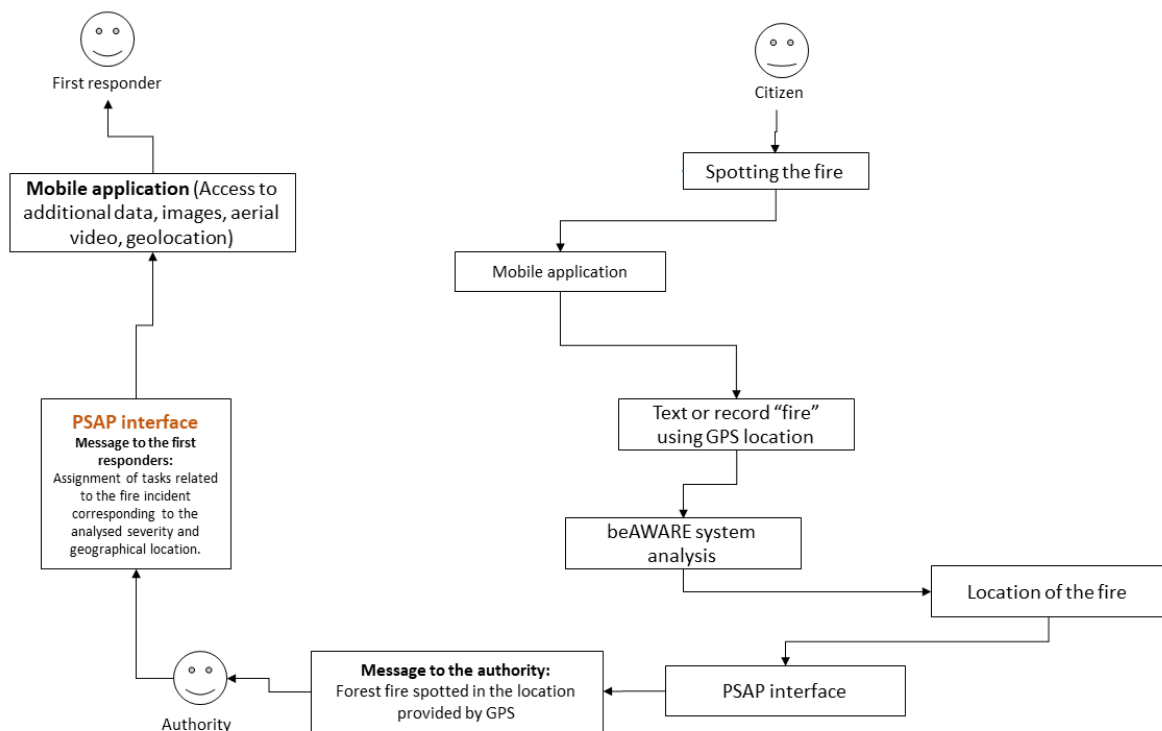 First responder
Citizen
Spotting the fire
Mobile application (Access to
additional data, images, aerial
video, geolocation)
Mobile application
Text or record “fire”
using GPS location
PSAP interface
Message to the first
responders:
Assignment of tasks related
to the fire incident
corresponding to the
analysed severity and
geographical location.
beAWARE system
analysis
Location of the fire
Message to the authority:
Forest fire spotted in the location
provided by GPS
PSAP interface
Authority